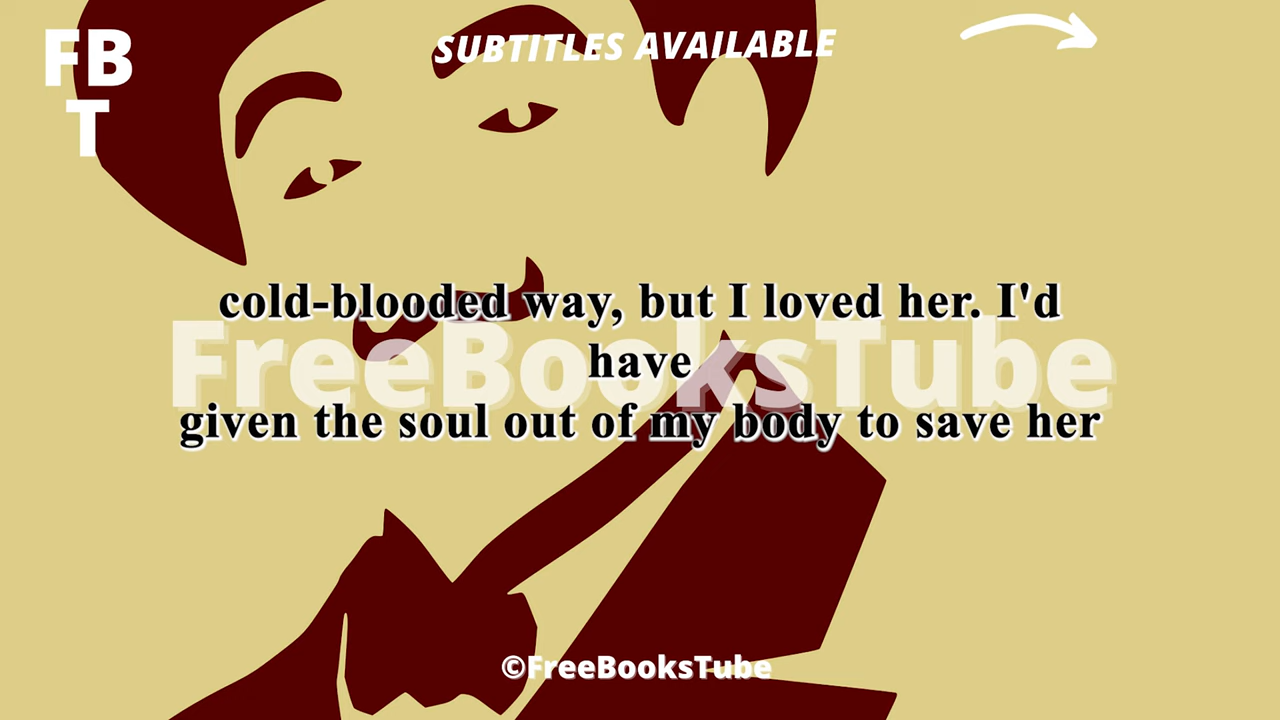 FB
T
SUBTITLES AVAILABLE
cold-blooded way, but I loved her. I'd
have
given the soul out of my body to save her
FreeBooksTube
©FreeBooksTube